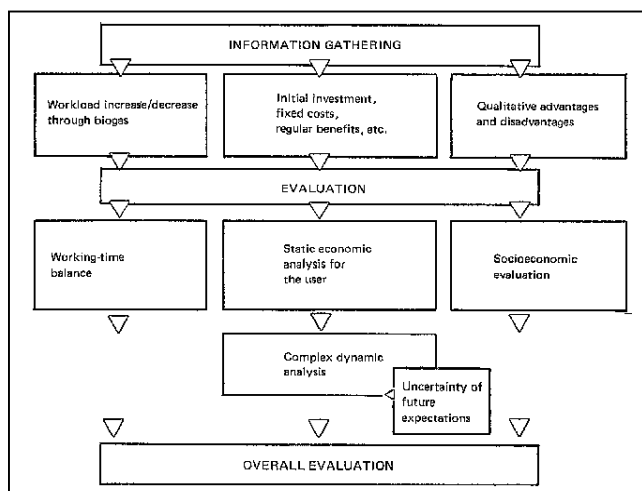 INFORMATION GATHERING
Workload increase/decrease
through biogas
Initial investment,
fixed costs,
regular benefits, etc.
Qualitative advantages
and disadvantages
EVALUATION
Working-time
balance
Static economic
analysis for
the user
Socioeconomic
evaluation
Complex dynamic
analysis
Uncertainty of
future
expectations
OVERALL EVALUATION